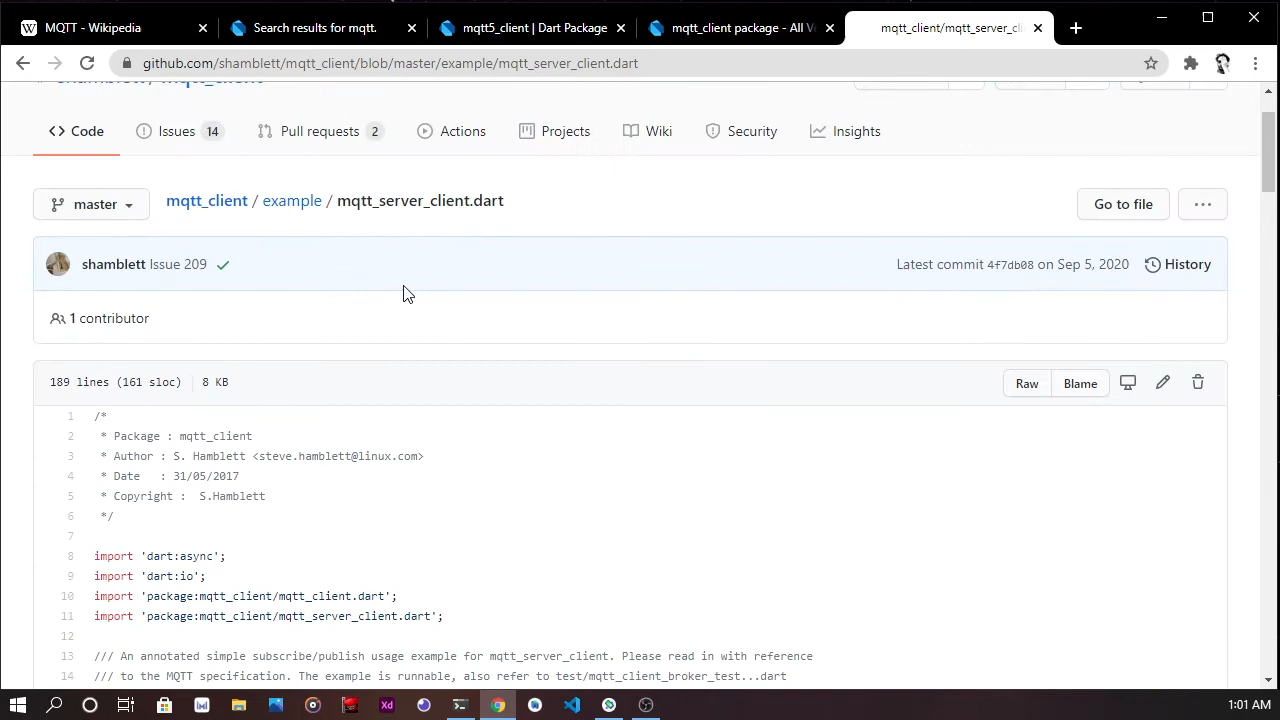 MQTT - Wikipedia
Search results for mqtt.
mqtt5_client | Dart Package
mqtt_client package - All Ve
mqtt_client/mqtt_server_cli
github.com/shamblett/mqtt_client/blob/master/example/mqtt_server_client.dart
Code
Issues 14
Pull requests 2
Actions
Projects
Wiki
Security
Insights
master
mqtt_client / example / mqtt_server_client.dart
Go to file
shamblett Issue 209
Latest commit 4f7db08 on Sep 5, 2020
History
1 contributor
189 lines (161 sloc)
8 KB
Raw
Blame
1 /*
2 * Package : mqtt_client
3 * Author : S. Hamblett <steve.hamblett@linux.com>
4 * Date : 31/05/2017
5 * Copyright : S.Hamblett
6 */
7
8 import 'dart:async';
9 import 'dart:io';
10 import 'package:mqtt_client/mqtt_client.dart';
11 import 'package:mqtt_client/mqtt_server_client.dart';
12
13 /// An annotated simple subscribe/publish usage example for mqtt_server_client. Please read in with reference
14 /// to the MQTT specification. The example is runnable, also refer to test/mqtt_client_broker_test...dart
1:01 AM